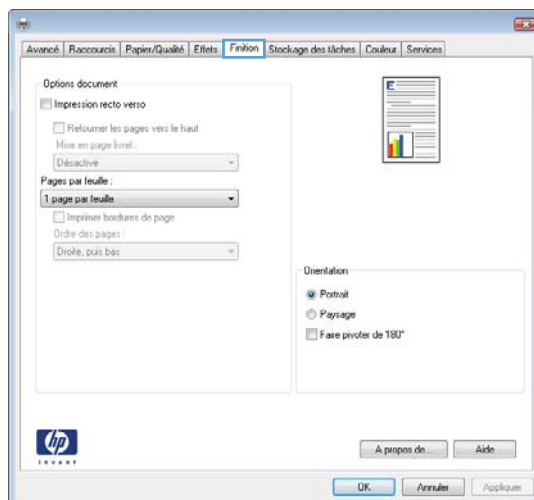 Avancé Raccourcis Papier/Qualité Effets Finition Stockage des tâches Couleur Services
Options document
Impression recto verso
Retourner les pages vers le haut
Mise en page livret :
Désactivé
Pages par feuille :
1 page par feuille
Imprimer bordures de page
Ordre des pages :
Droite, puis bas
E
Orientation
Portrait
Paysage
Faire pivoter de 180°
hp
invent
A propos de...
Aide
OK
Annuler
Appliquer